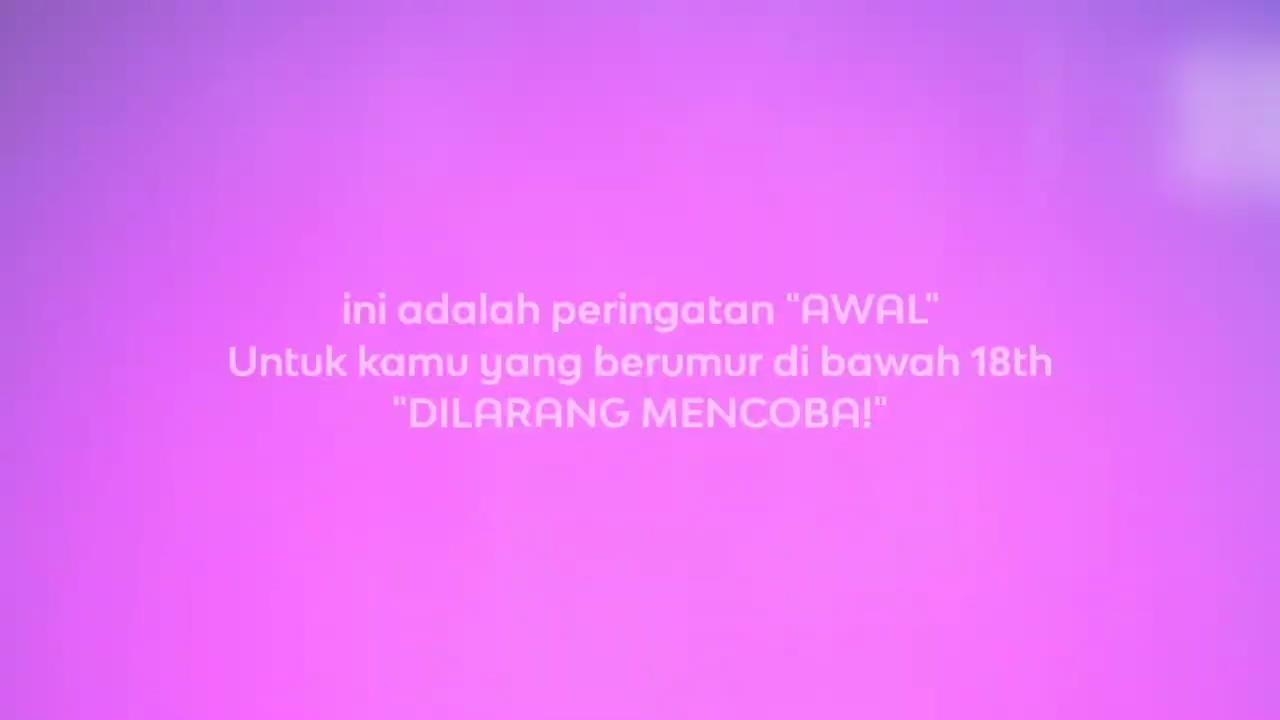 ini adalah peringatan "AWAL"
Untuk kamu yang berumur di bawah 18th
"DILARANG MENCOBA!"